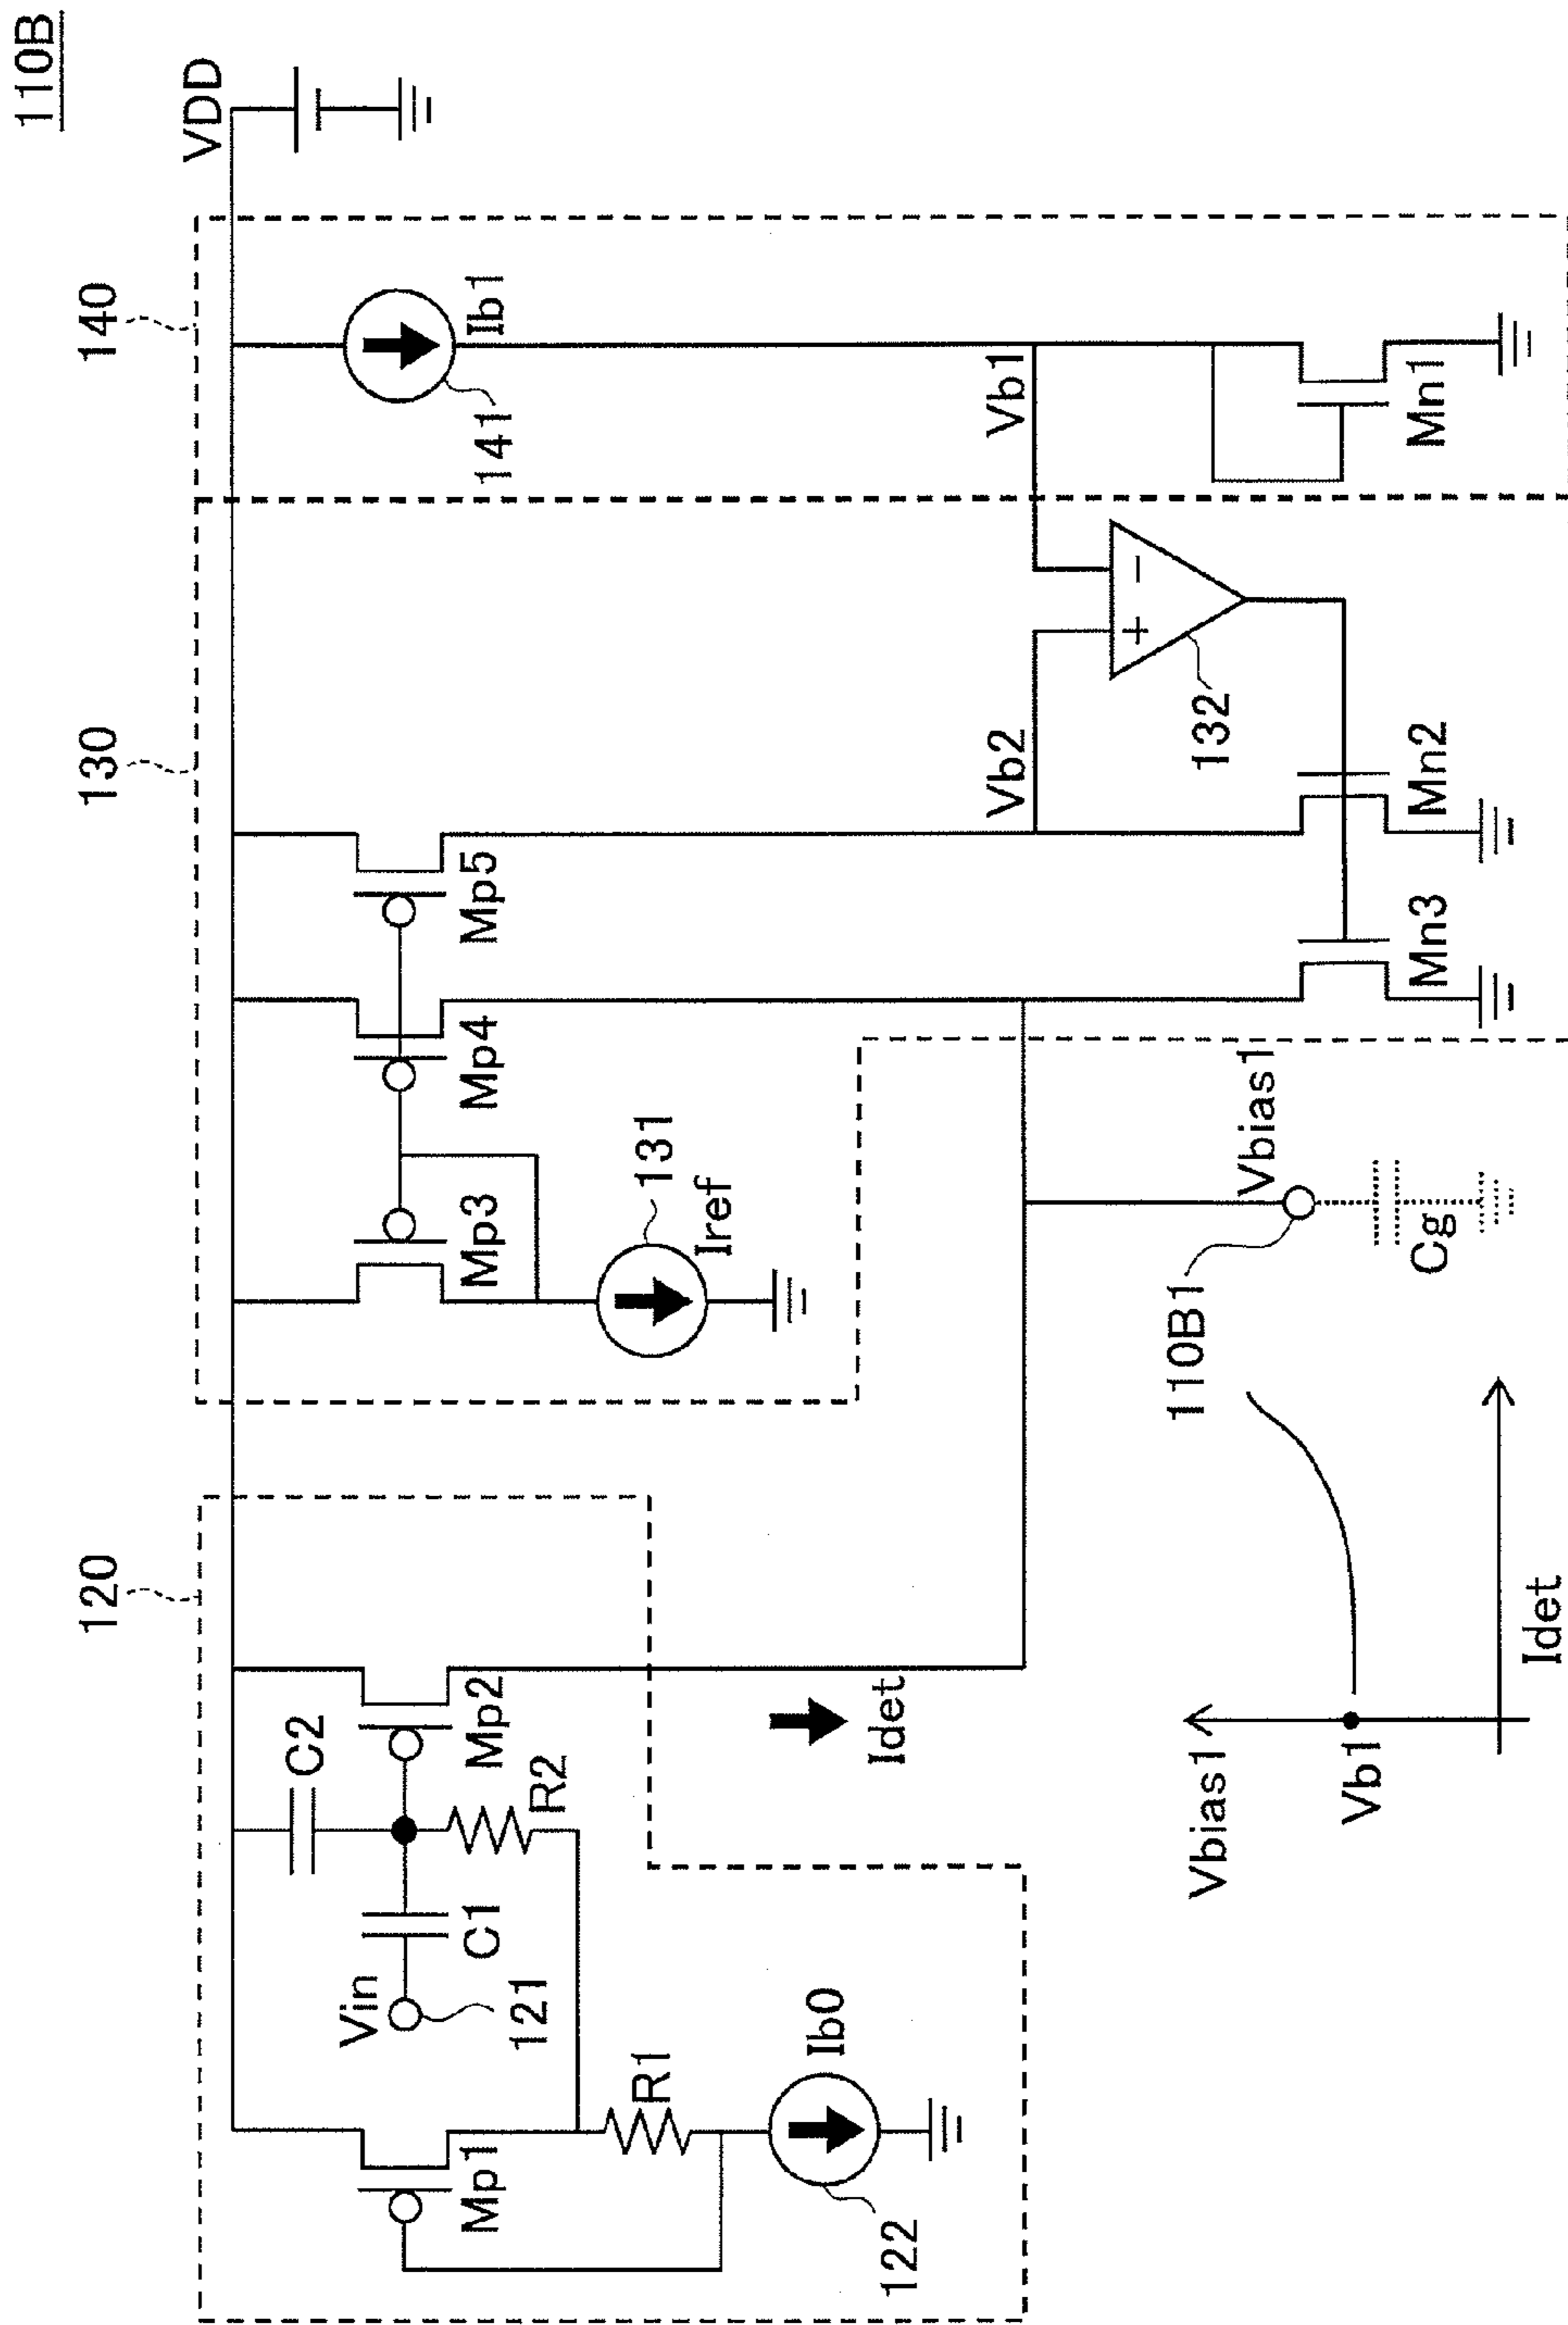 110B
120
130
140
VDD
C2
Vin
C1
121
Mp1
Mp2
R2
R1
Ib0
122
Idet
Mp3
Mp4
Mp5
131
Iref
Ib1
141
Vb2
Vb1
+
−
132
Mn3
Mn2
Mn1
Vbias1
110B1
Cg
Vbias1
Vb1
Idet